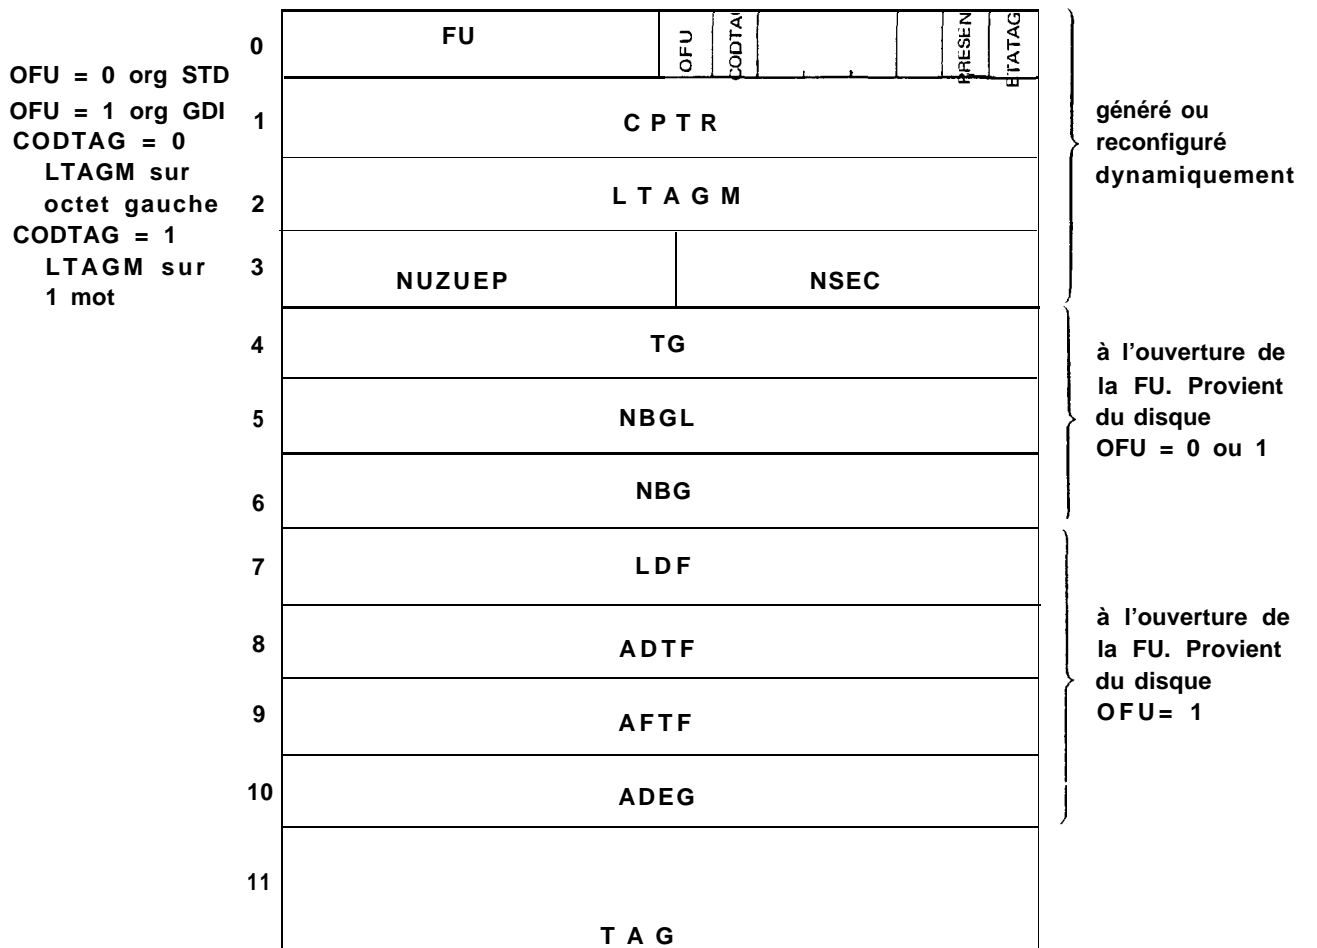 0 FU OFU CODTAG PRESEN ETATAG
OFU = 0 org STD
OFU = 1 org GDI
CODTAG = 0
LTAGM sur
octet gauche
CODTAG = 1
LTAGM sur
1 mot
1 CPTR
2 LTAGM
3 NUZUEP NSEC
généré ou
reconfiguré
dynamiquement
4 TG
5 NBGL
6 NBG
à l'ouverture de
la FU. Provient
du disque
OFU = 0 ou 1
7 LDF
8 ADTF
9 AFTF
10 ADEG
à l'ouverture de
la FU. Provient
du disque
OFU= 1
11
TAG